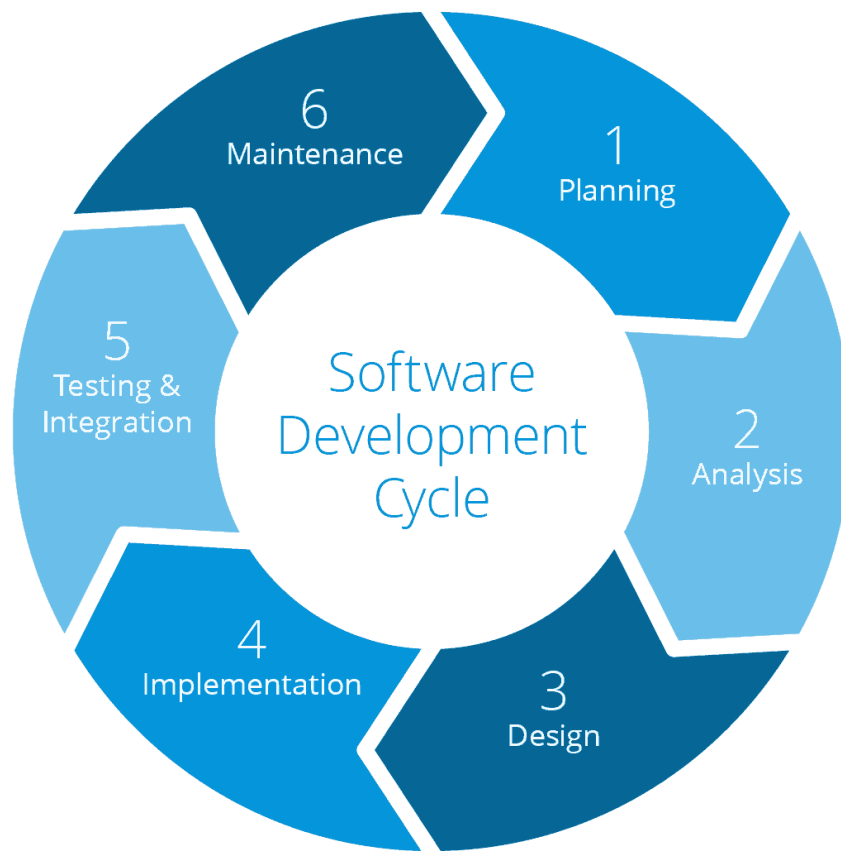 Software
Development
Cycle
1
Planning
2
Analysis
3
Design
4
Implementation
5
Testing &
Integration
6
Maintenance